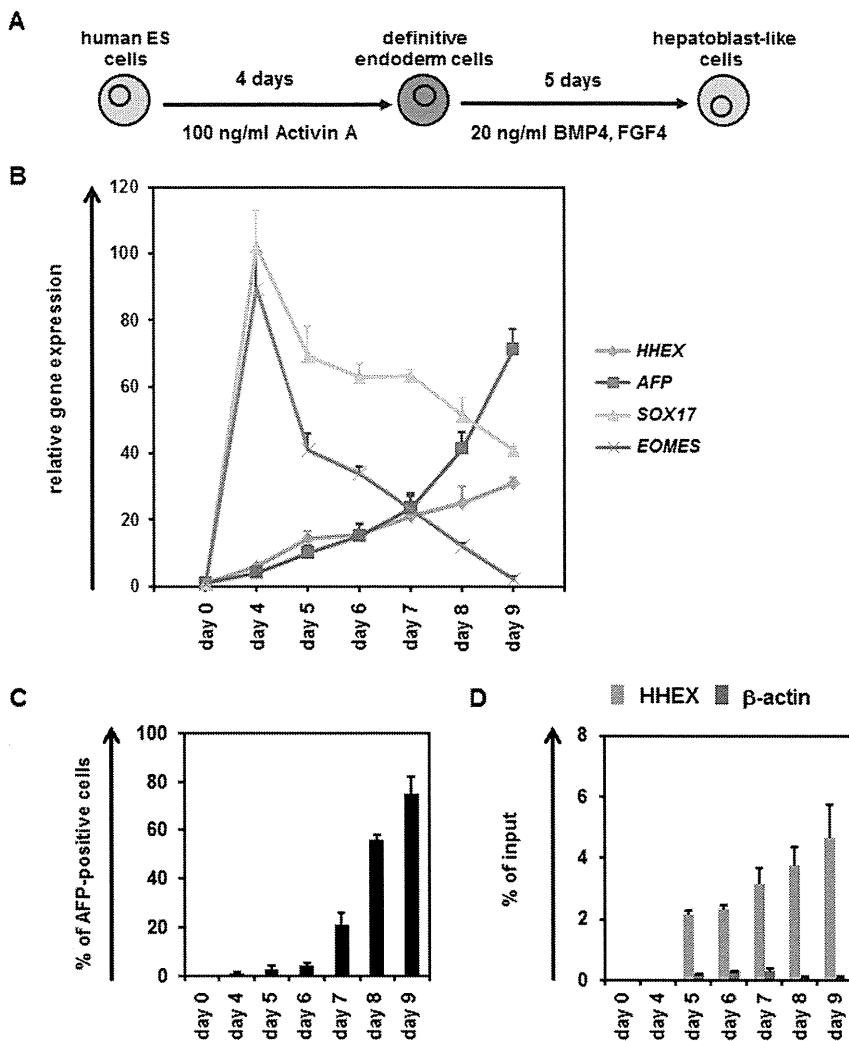 A
human ES
cells
4 days
100 ng/ml Activin A
definitive
endoderm cells
5 days
20 ng/ml BMP4, FGF4
hepatoblast-like
cells
B
relative gene expression
120
100
80
60
40
20
0
day 0
day 4
day 5
day 6
day 7
day 8
day 9
HHEX
AFP
SOX17
EOMES
C
% of AFP-positive cells
100
80
60
40
20
0
day 0
day 4
day 5
day 6
day 7
day 8
day 9
D
HHEX
β-actin
% of input
8
6
4
2
0
day 0
day 4
day 5
day 6
day 7
day 8
day 9